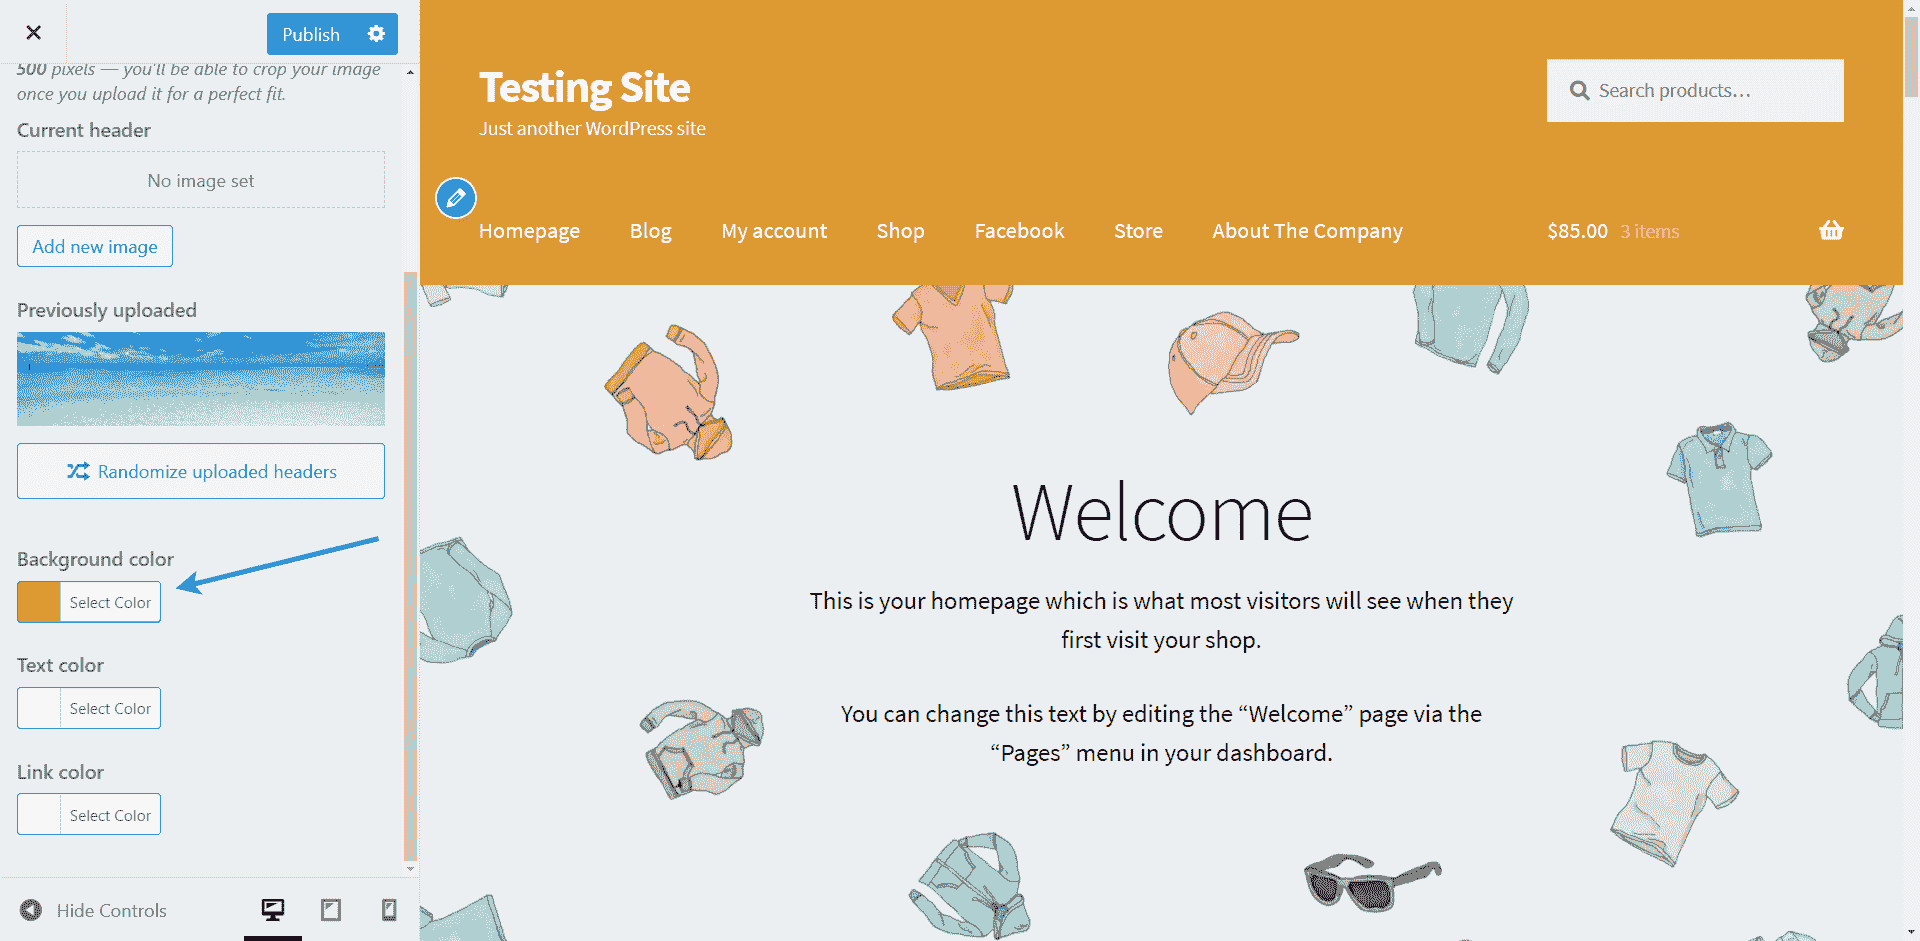 Publish
500 pixels — you'll be able to crop your image
once you upload it for a perfect fit.
Current header
No image set
Add new image
Previously uploaded
Randomize uploaded headers
Background color
Select Color
Text color
Select Color
Link color
Select Color
Hide Controls
Testing Site
Just another WordPress site
Search products…
Homepage Blog My account Shop Facebook Store About The Company $85.00 3 items
Welcome
This is your homepage which is what most visitors will see when they
first visit your shop.
You can change this text by editing the “Welcome” page via the
“Pages” menu in your dashboard.